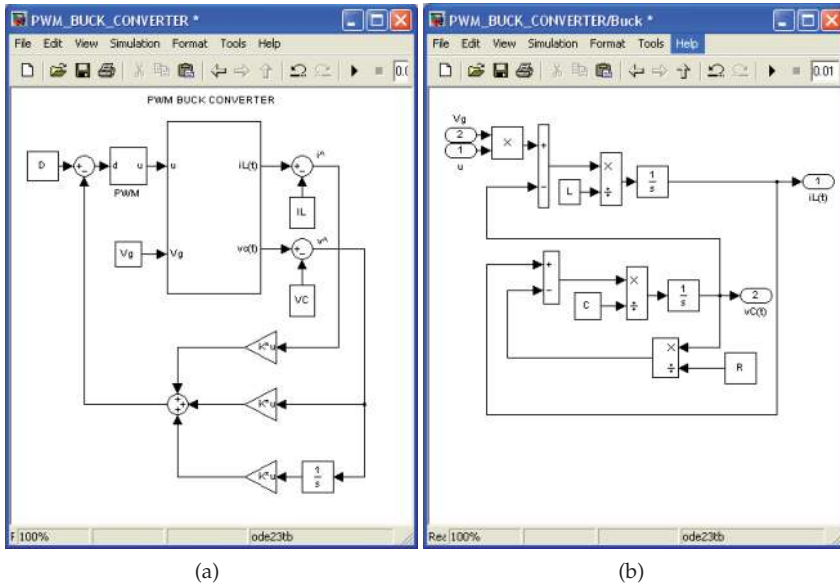 PWM_BUCK_CONVERTER *
File Edit View Simulation Format Tools Help
0.0
PWM BUCK CONVERTER
D
d u
PWM
u
iL(t)
i^
IL
Vg
Vg
vo(t)
v^
VC
K*u
K*u
K*u
1
s
100%
ode23tb
(a)
PWM_BUCK_CONVERTER/Buck *
File Edit View Simulation Format Tools Help
0.01
Vg
2
1
u
L
1
s
1
iL(t)
C
1
s
2
vC(t)
R
100%
ode23tb
(b)